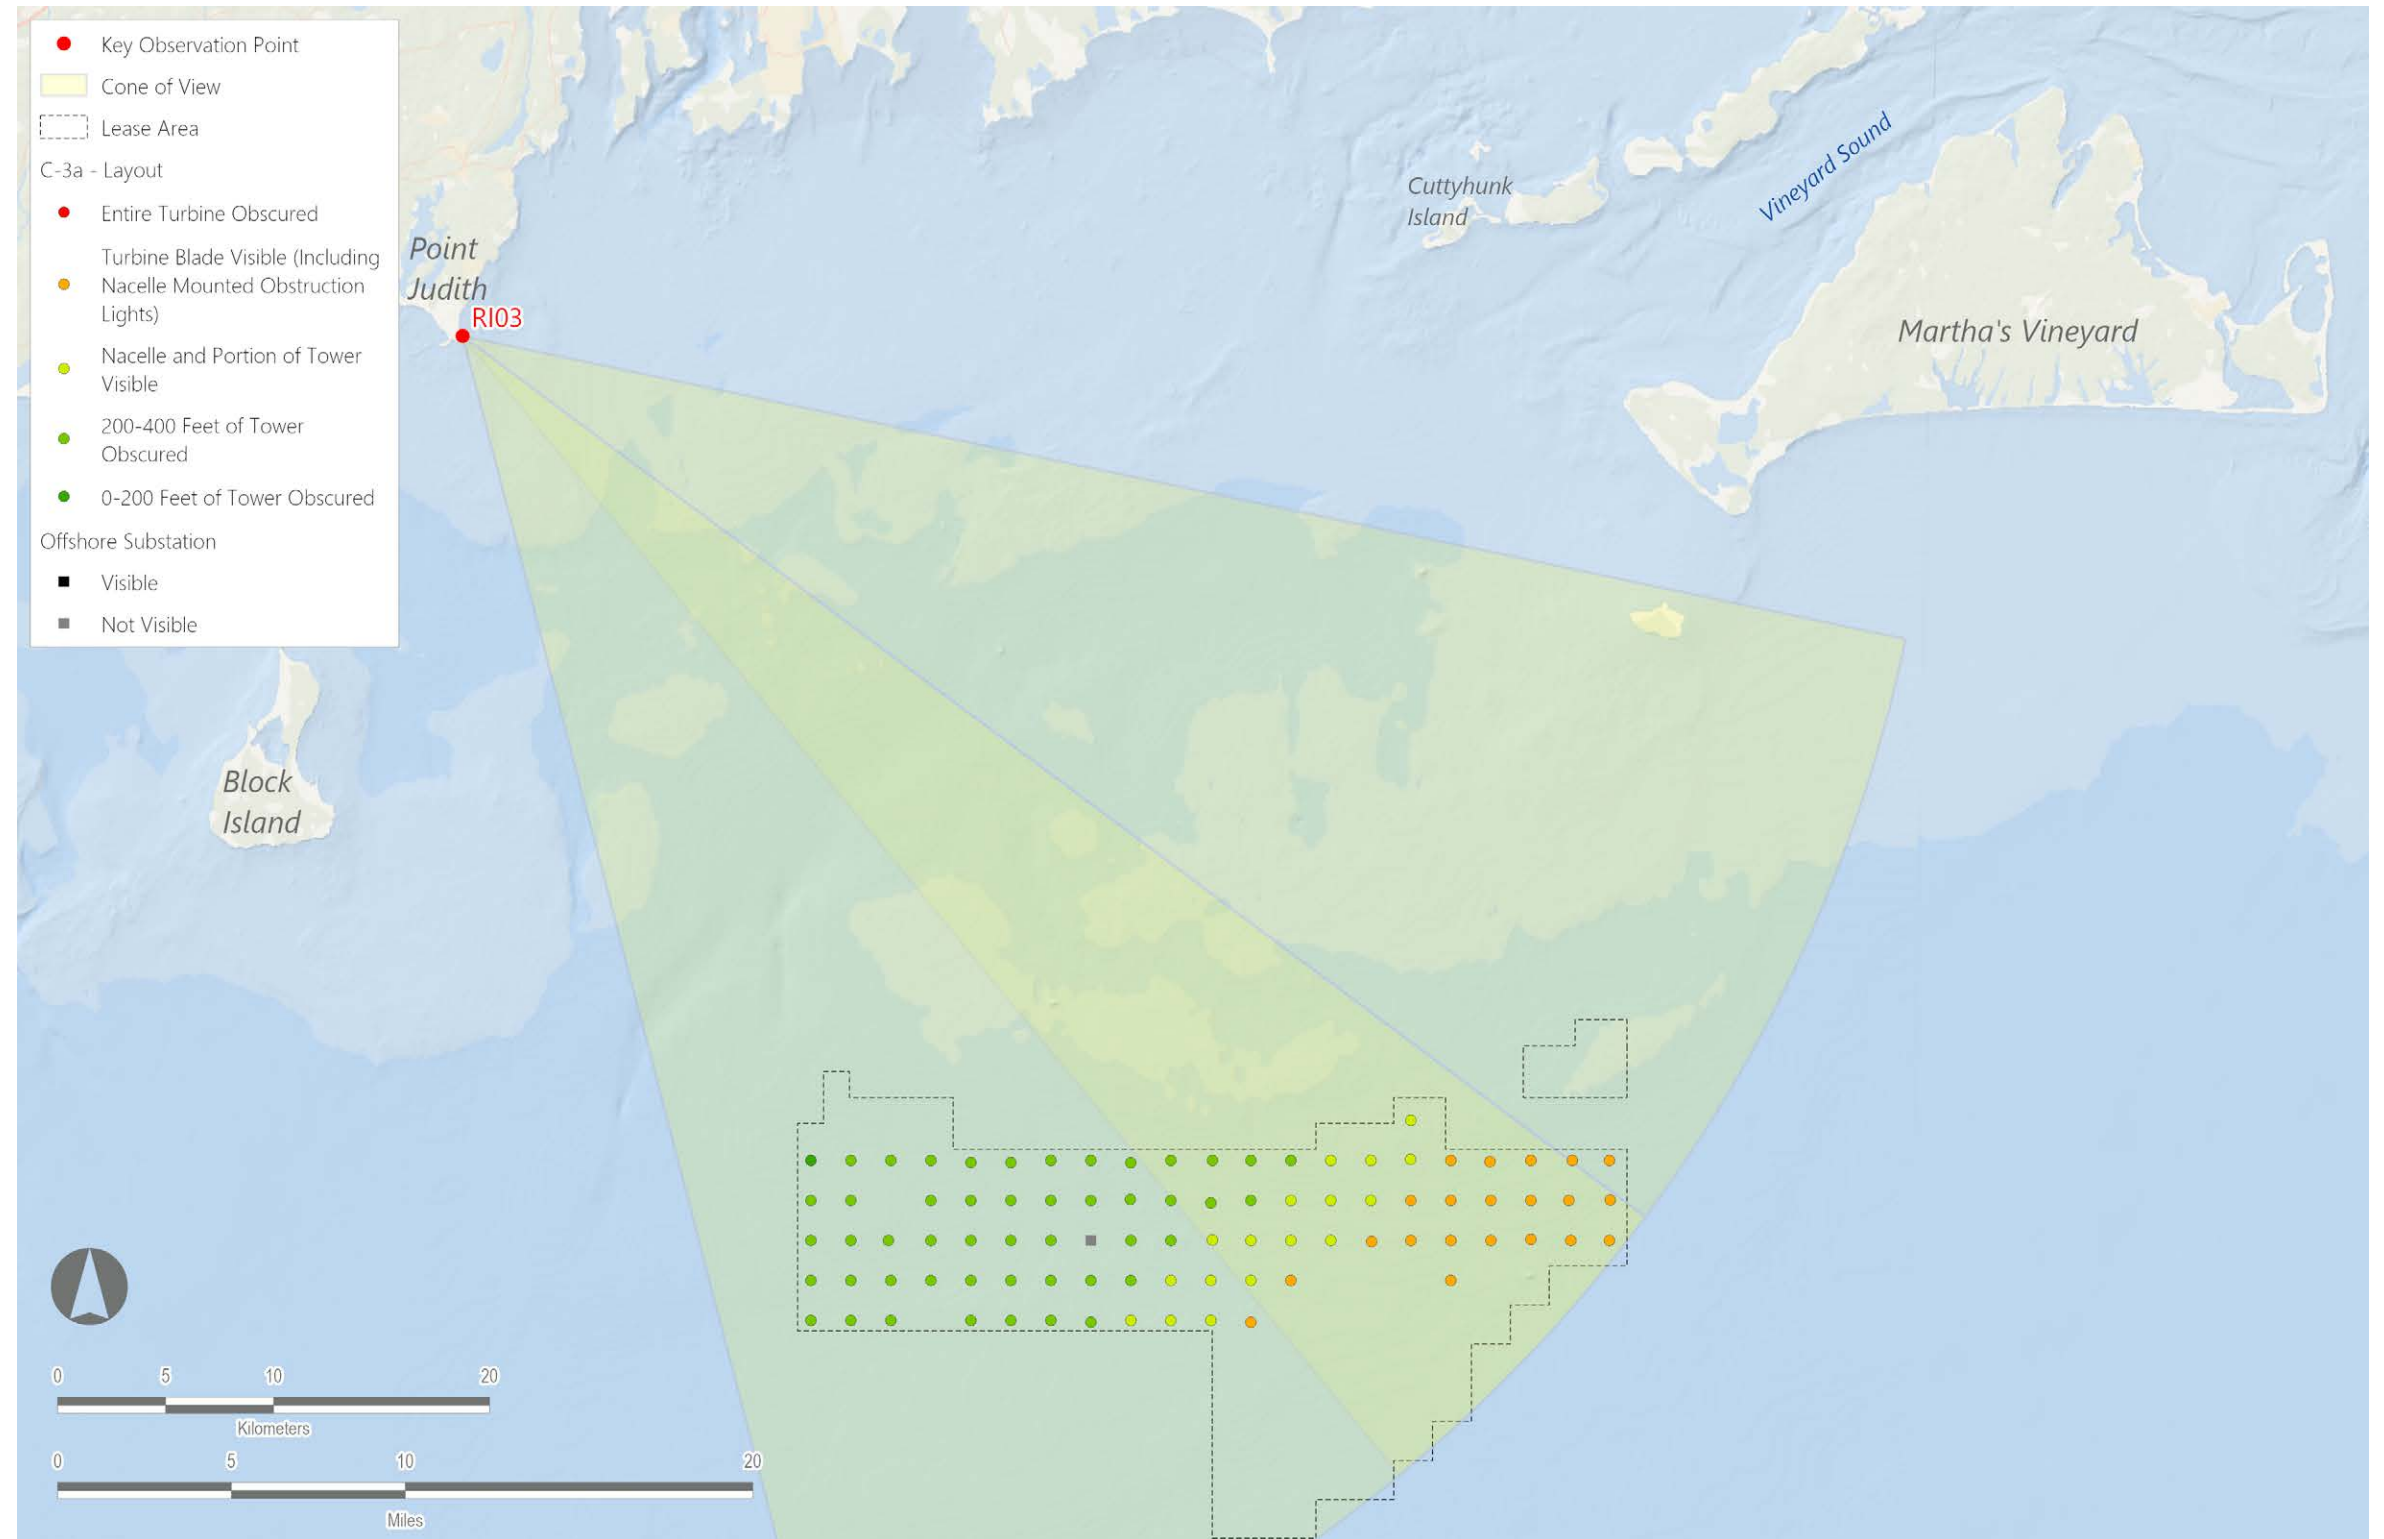 Key Observation Point
Cone of View
Lease Area
C-3a - Layout
Entire Turbine Obscured
Turbine Blade Visible (Including
Nacelle Mounted Obstruction
Lights)
Nacelle and Portion of Tower
Visible
200-400 Feet of Tower
Obscured
0-200 Feet of Tower Obscured
Offshore Substation
Visible
Not Visible
Point
Judith
RI03
Cuttyhunk
Island
Vineyard Sound
Martha's Vineyard
Block
Island
0 5 10 20
Kilometers
0 5 10 20
Miles